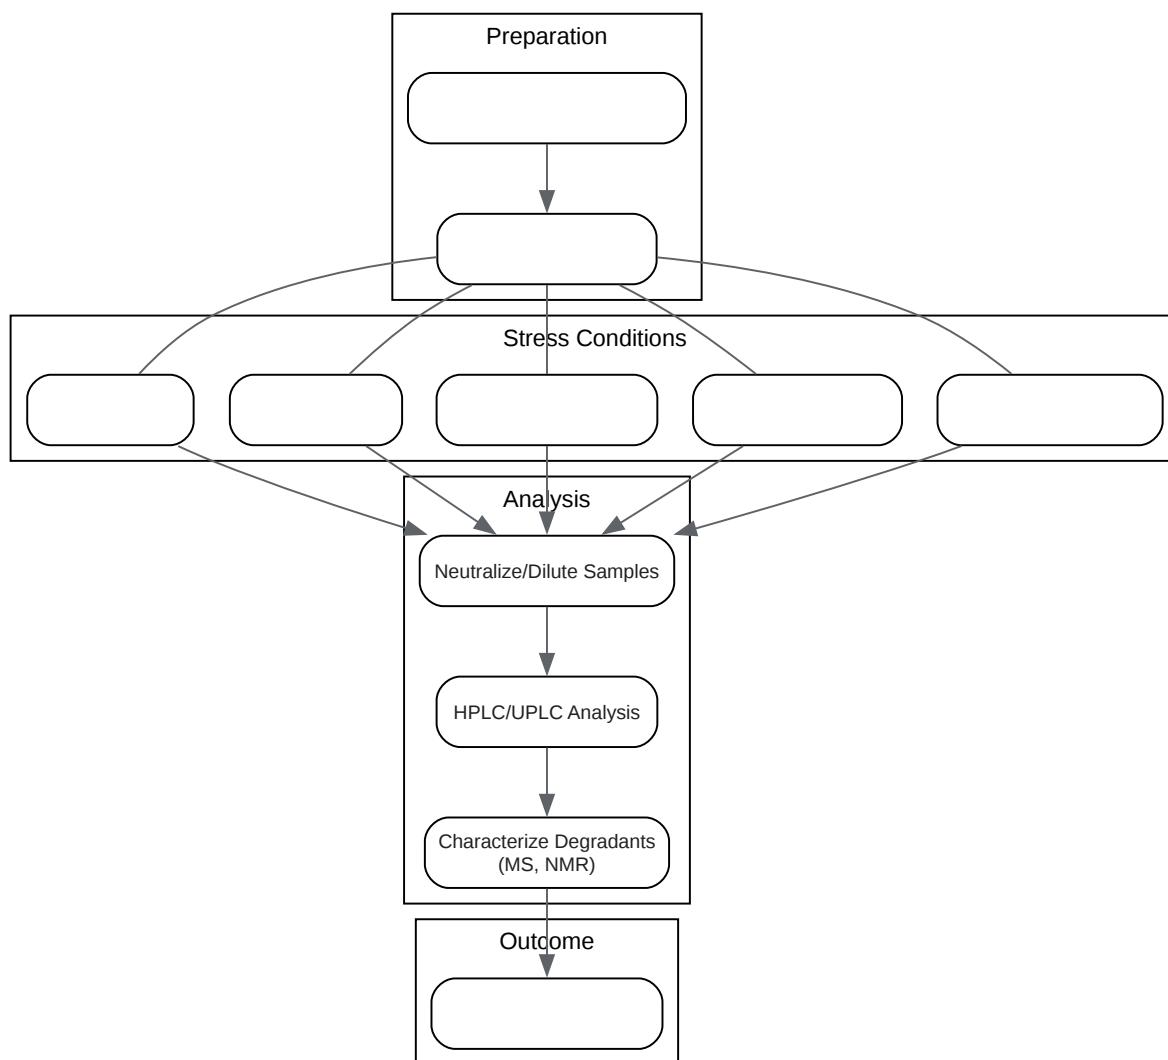 Preparation
Stress Conditions
Analysis
Neutralize/Dilute Samples
HPLC/UPLC Analysis
Characterize Degradants
(MS, NMR)
Outcome